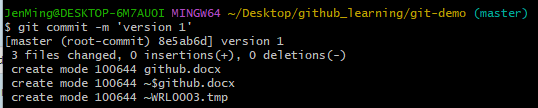 JenMing@DESKTOP-6M7AUOI MINGW64 ~/Desktop/github_learning/git-demo (master)
$ git commit -m 'version 1'
[master (root-commit) 8e5ab6d] version 1
 3 files changed, 0 insertions(+), 0 deletions(-)
 create mode 100644 github.docx
 create mode 100644 ~$github.docx
 create mode 100644 ~WRL0003.tmp